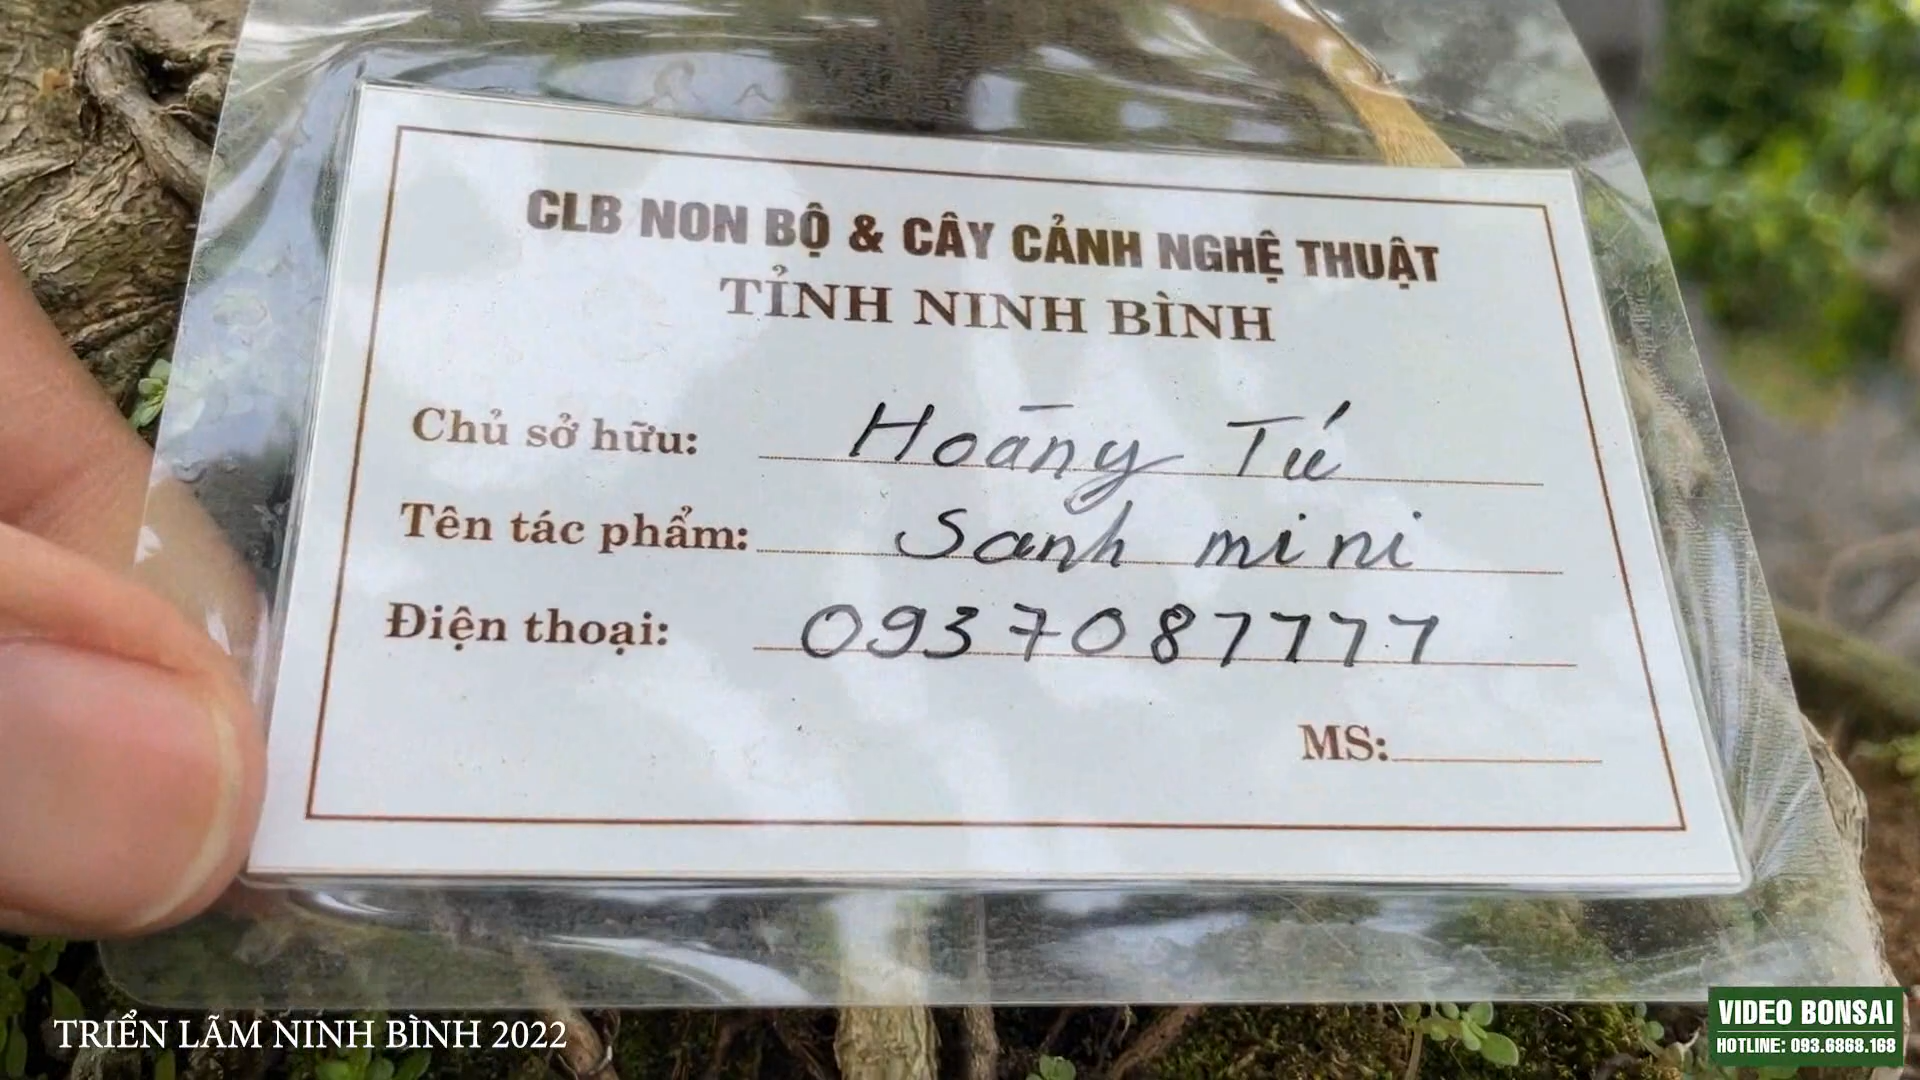 CLB NON BỘ & CÂY CẢNH NGHỆ THUẬT
TỈNH NINH BÌNH
Chủ sở hữu: Hoàng Tú
Tên tác phẩm: Sanh mini
Điện thoại: 0937087777
MS:
TRIỂN LÃM NINH BÌNH 2022
VIDEO BONSAI
HOTLINE: 093.6868.168